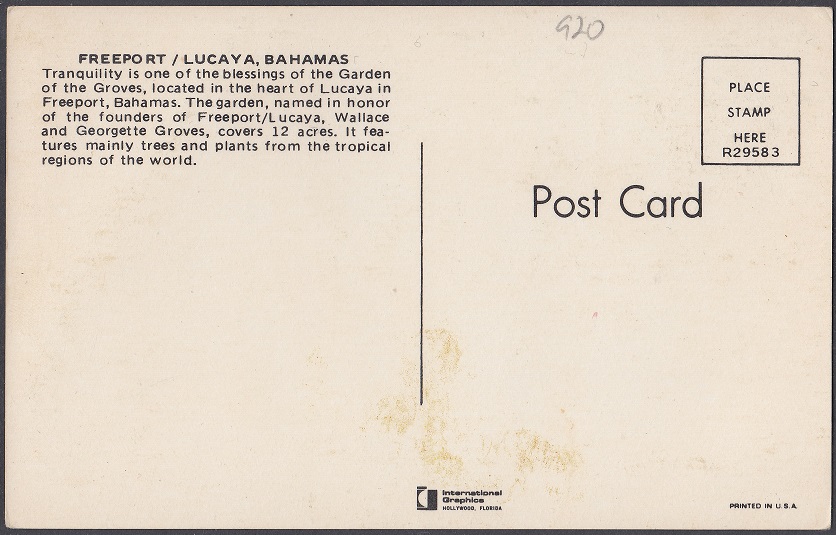 920
FREEPORT / LUCAYA, BAHAMAS
Tranquility is one of the blessings of the Garden
of the Groves, located in the heart of Lucaya in
Freeport, Bahamas. The garden, named in honor
of the founders of Freeport/Lucaya, Wallace
and Georgette Groves, covers 12 acres. It fea-
tures mainly trees and plants from the tropical
regions of the world.
PLACE
STAMP
HERE
R29583
Post Card
International
Graphics
HOLLYWOOD, FLORIDA
PRINTED IN U.S.A.